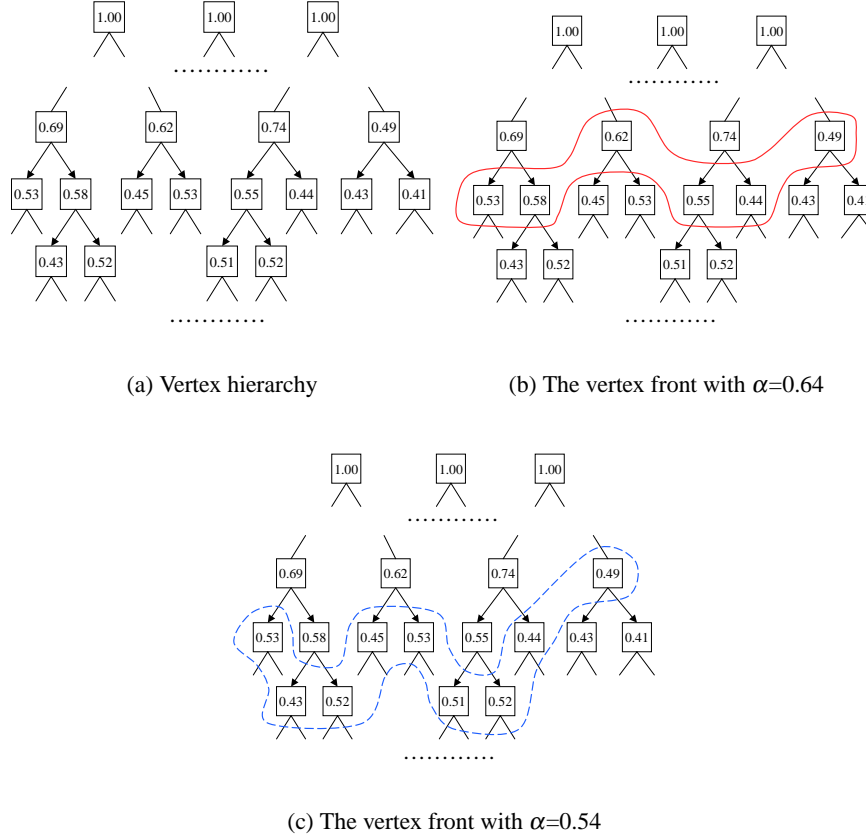 1.00 1.00 1.00
............
0.69 0.62 0.74 0.49
0.53 0.58 0.45 0.53 0.55 0.44 0.43 0.41
0.43 0.52 0.51 0.52
............
(a) Vertex hierarchy
1.00 1.00 1.00
............
0.69 0.62 0.74 0.49
0.53 0.58 0.45 0.53 0.55 0.44 0.43 0.4
0.43 0.52 0.51 0.52
............
(b) The vertex front with α=0.64
1.00 1.00 1.00
............
0.69 0.62 0.74 0.49
0.53 0.58 0.45 0.53 0.55 0.44 0.43 0.41
0.43 0.52 0.51 0.52
............
(c) The vertex front with α=0.54